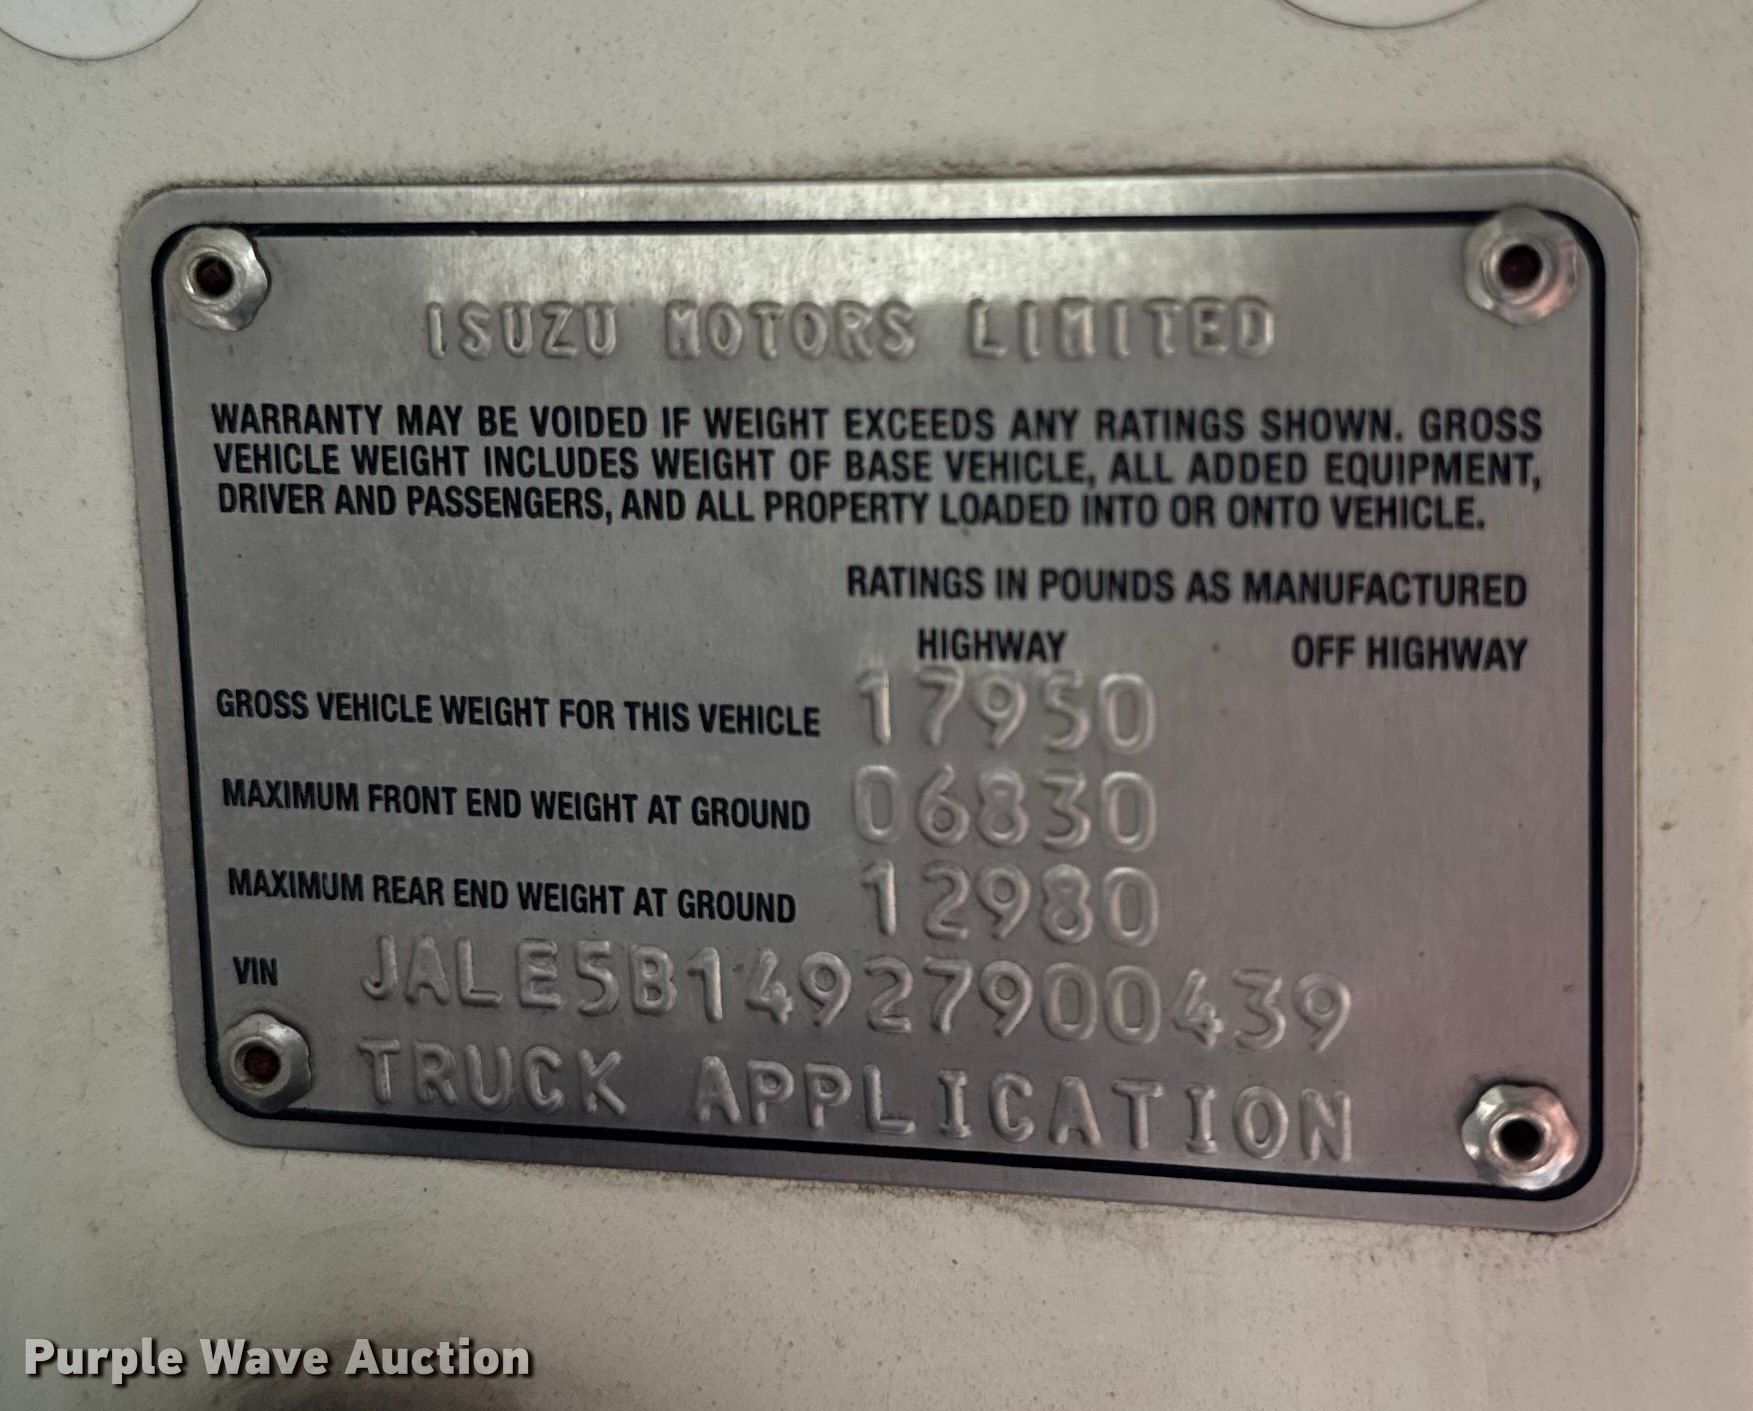 ISUZU MOTORS LIMITED
WARRANTY MAY BE VOIDED IF WEIGHT EXCEEDS ANY RATINGS SHOWN. GROSS
VEHICLE WEIGHT INCLUDES WEIGHT OF BASE VEHICLE, ALL ADDED EQUIPMENT,
DRIVER AND PASSENGERS, AND ALL PROPERTY LOADED INTO OR ONTO VEHICLE.
RATINGS IN POUNDS AS MANUFACTURED
HIGHWAY OFF HIGHWAY
GROSS VEHICLE WEIGHT FOR THIS VEHICLE 17950
MAXIMUM FRONT END WEIGHT AT GROUND 06830
MAXIMUM REAR END WEIGHT AT GROUND 12980
VIN JALE5B14927900439
TRUCK APPLICATION
Purple Wave Auction